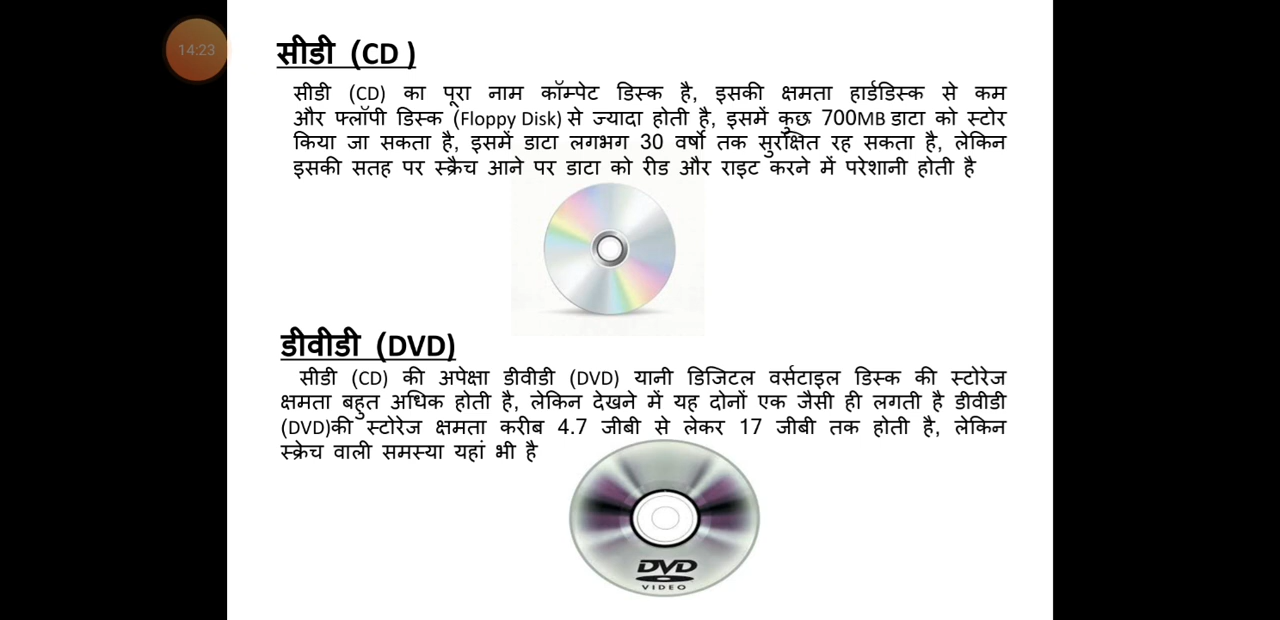 14:23
सीडी (CD )
सीडी (CD) का पूरा नाम कॉम्पेट डिस्क है, इसकी क्षमता हार्डडिस्क से कम
और फ्लॉपी डिस्क (Floppy Disk) से ज्यादा होती है, इसमें कुछ 700MB डाटा को स्टोर
किया जा सकता है, इसमें डाटा लगभग 30 वर्षो तक सुरक्षित रह सकता है, लेकिन
इसकी सतह पर स्क्रैच आने पर डाटा को रीड और राइट करने में परेशानी होती है
डीवीडी (DVD)
सीडी (CD) की अपेक्षा डीवीडी (DVD) यानी डिजिटल वर्सटाइल डिस्क की स्टोरेज
क्षमता बहुत अधिक होती है, लेकिन देखने में यह दोनों एक जैसी ही लगती है डीवीडी
(DVD)की स्टोरेज क्षमता करीब 4.7 जीबी से लेकर 17 जीबी तक होती है, लेकिन
स्क्रेच वाली समस्या यहां भी है
DVD
VIDEO